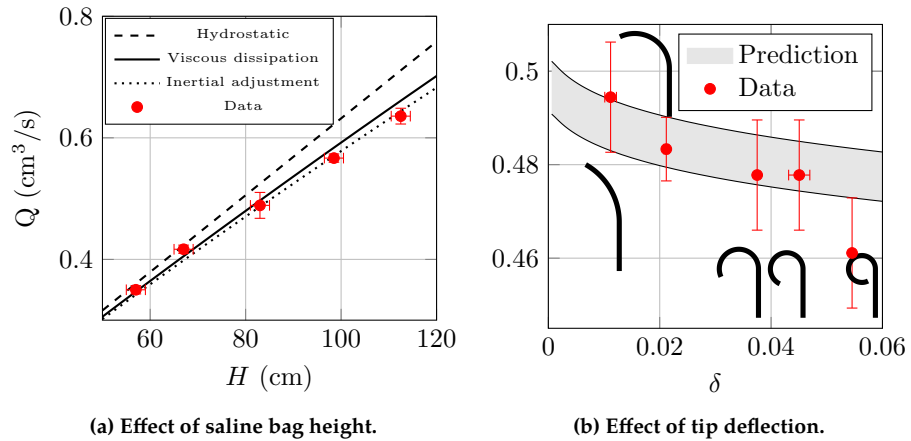 0.8
0.6
0.4
Q (cm³/s)
Hydrostatic
Viscous dissipation
Inertial adjustment
Data
60
80
100
120
H (cm)
(a) Effect of saline bag height.
0.5
0.48
0.46
Prediction
Data
0
0.02
0.04
0.06
δ
(b) Effect of tip deflection.